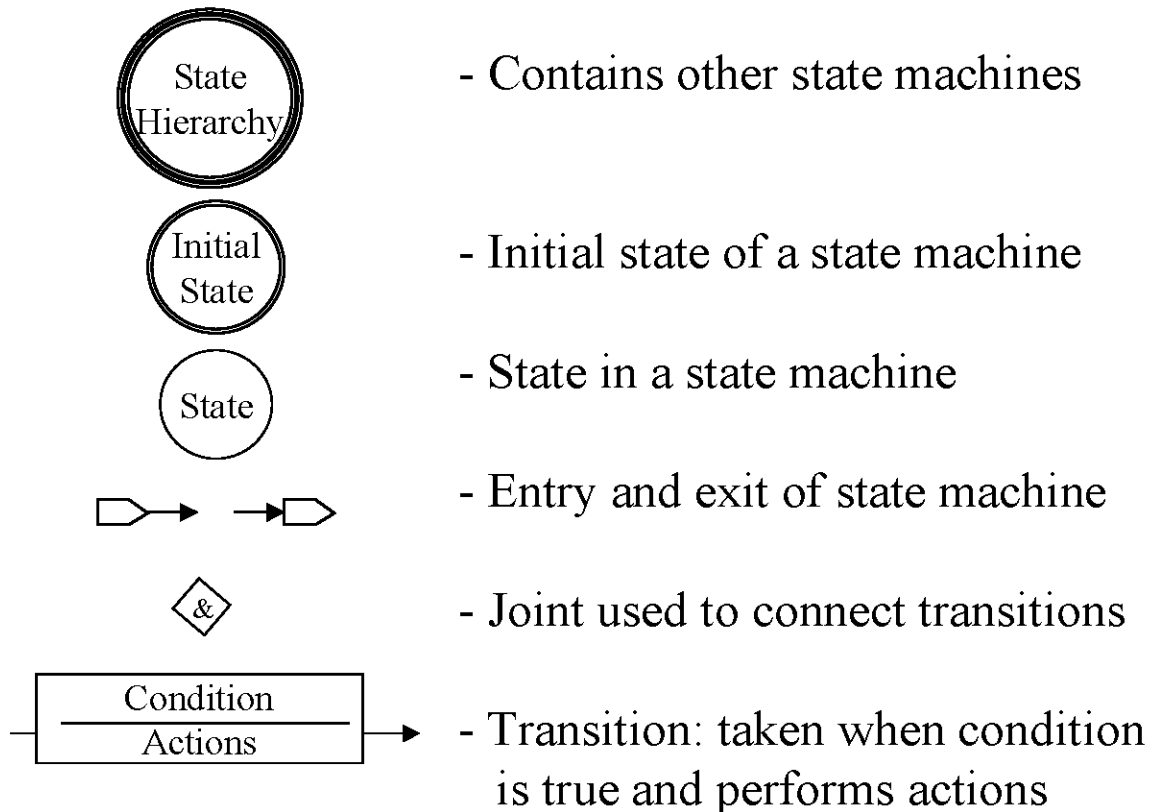 State
Hierarchy
- Contains other state machines
Initial
State
- Initial state of a state machine
State
- State in a state machine
- Entry and exit of state machine
&
- Joint used to connect transitions
Condition
Actions
- Transition: taken when condition
is true and performs actions